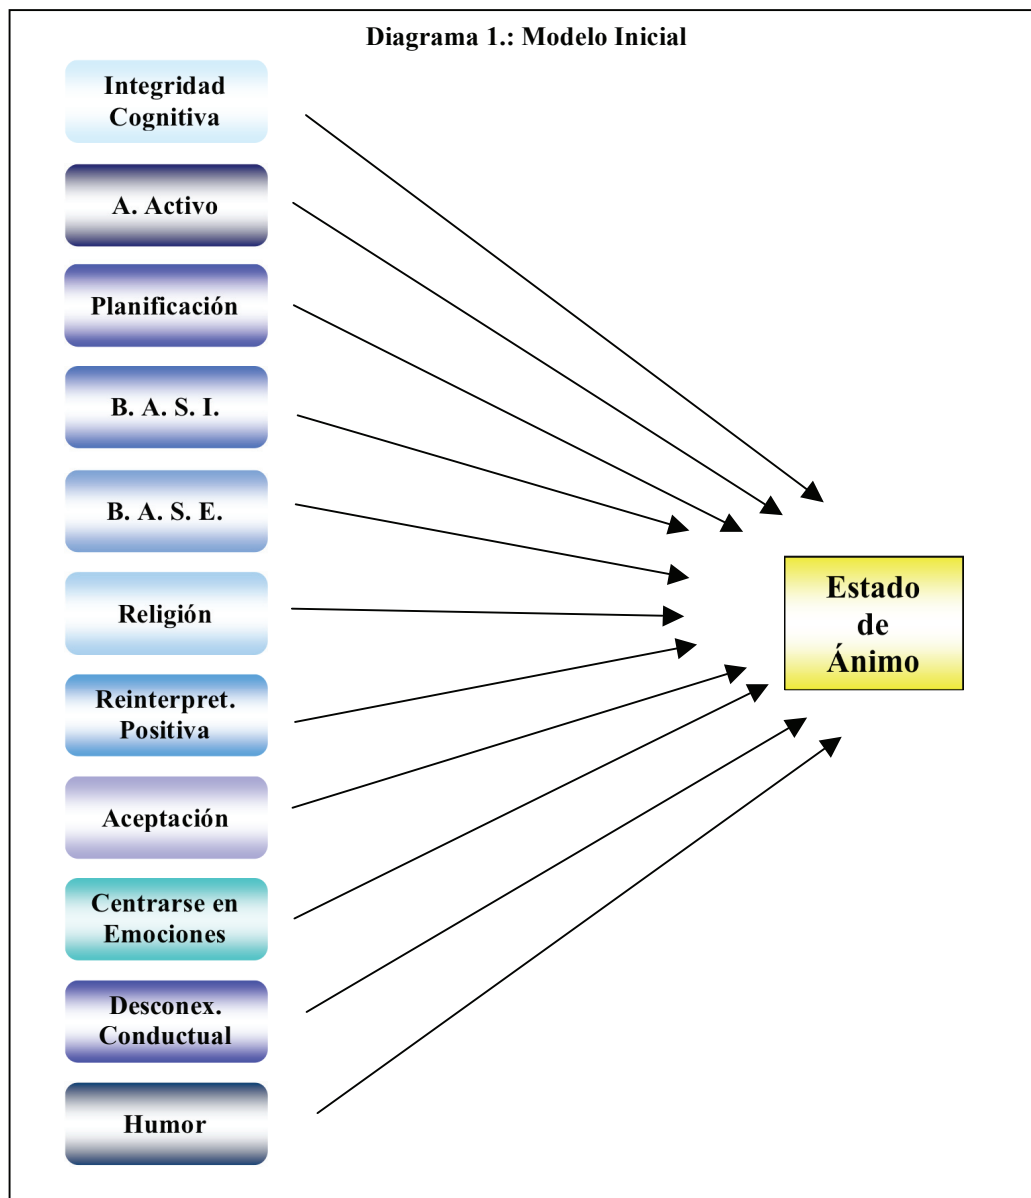 Diagrama 1.: Modelo Inicial
Integridad
Cognitiva
A. Activo
Planificación
B. A. S. I.
B. A. S. E.
Religión
Reinterpret.
Positiva
Aceptación
Centrarse en
Emociones
Desconex.
Conductual
Humor
Estado
de
Ánimo